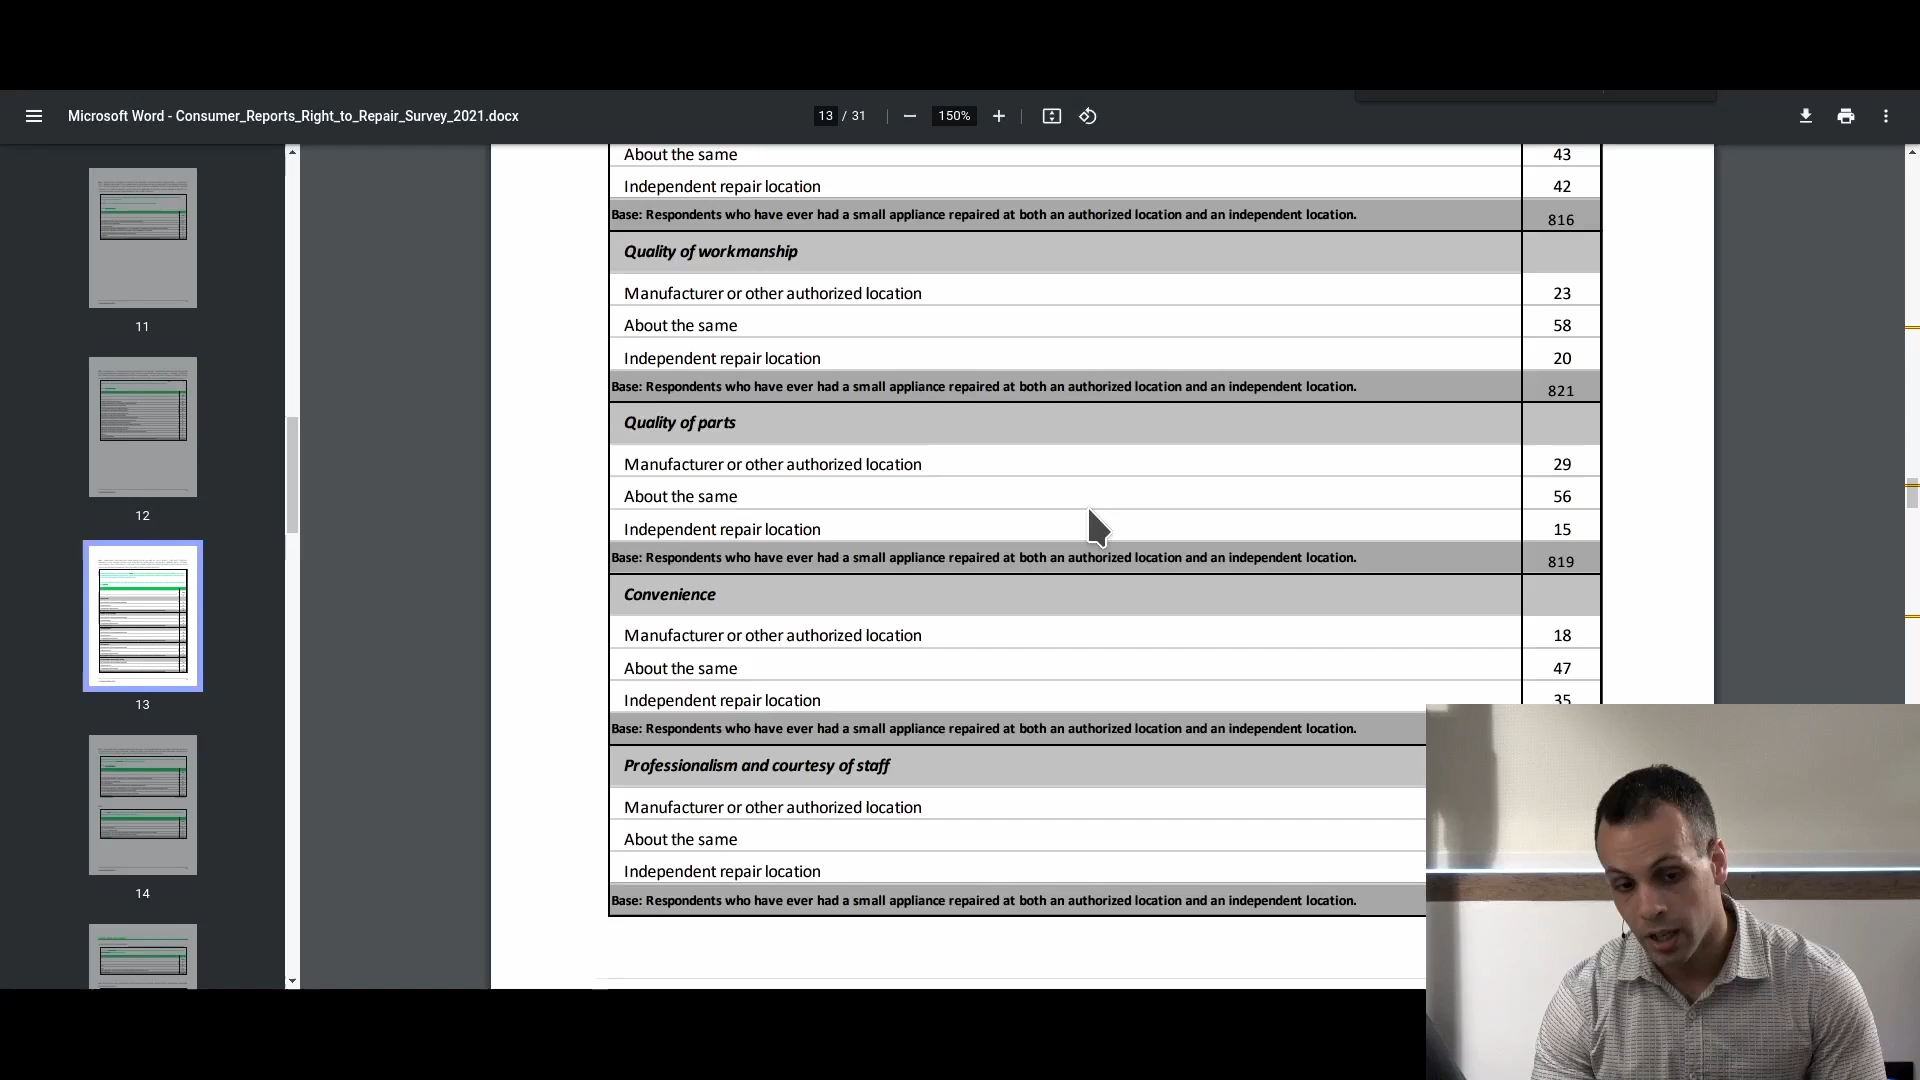 Microsoft Word - Consumer_Reports_Right_to_Repair_Survey_2021.docx
13 / 31
150%
11
12
13
14
About the same 43
Independent repair location 42
Base: Respondents who have ever had a small appliance repaired at both an authorized location and an independent location. 816
Quality of workmanship
Manufacturer or other authorized location 23
About the same 58
Independent repair location 20
Base: Respondents who have ever had a small appliance repaired at both an authorized location and an independent location. 821
Quality of parts
Manufacturer or other authorized location 29
About the same 56
Independent repair location 15
Base: Respondents who have ever had a small appliance repaired at both an authorized location and an independent location. 819
Convenience
Manufacturer or other authorized location 18
About the same 47
Independent repair location 35
Base: Respondents who have ever had a small appliance repaired at both an authorized location and an independent location.
Professionalism and courtesy of staff
Manufacturer or other authorized location
About the same
Independent repair location
Base: Respondents who have ever had a small appliance repaired at both an authorized location and an independent location.